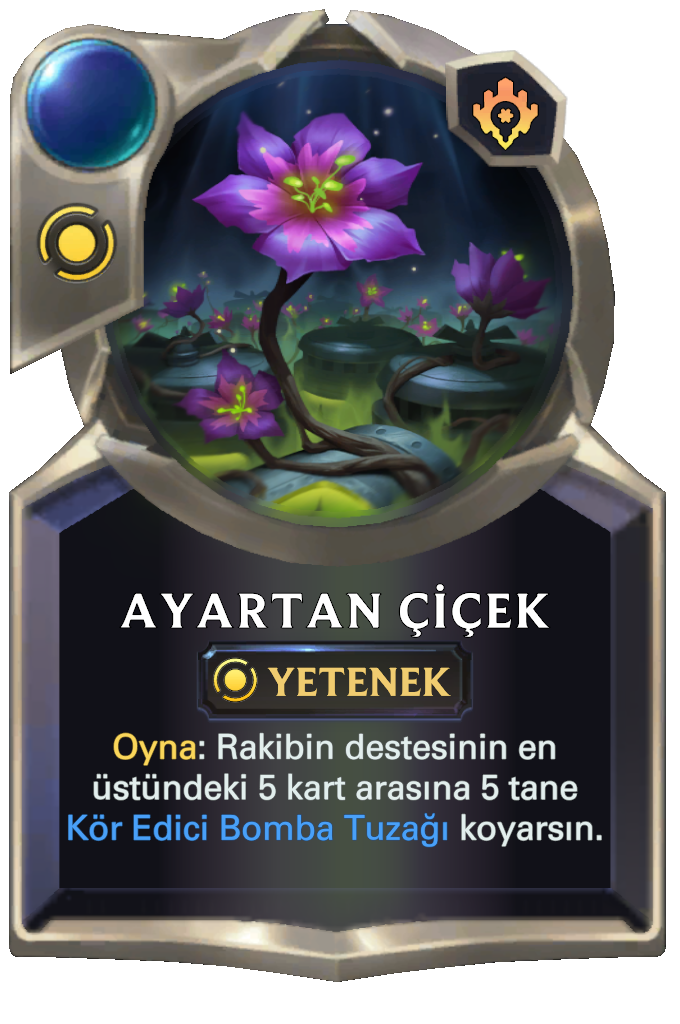 AYARTAN ÇİÇEK
YETENEK
Oyna: Rakibin destesinin en
üstündeki 5 kart arasına 5 tane
Kör Edici Bomba Tuzağı koyarsın.